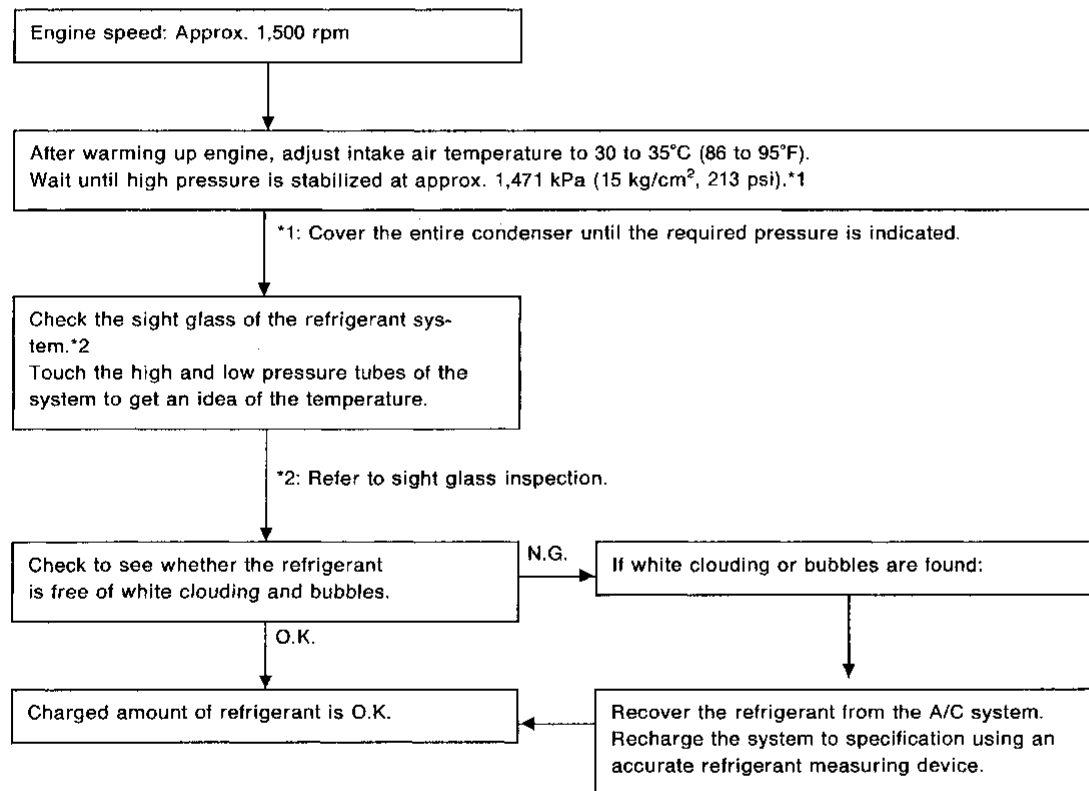 Engine speed: Approx. 1,500 rpm
After warming up engine, adjust intake air temperature to 30 to 35°C (86 to 95°F).
Wait until high pressure is stabilized at approx. 1,471 kPa (15 kg/cm², 213 psi).*1
*1: Cover the entire condenser until the required pressure is indicated.
Check the sight glass of the refrigerant sys-
tem.*2
Touch the high and low pressure tubes of the
system to get an idea of the temperature.
*2: Refer to sight glass inspection.
Check to see whether the refrigerant
is free of white clouding and bubbles.
N.G.
If white clouding or bubbles are found:
O.K.
Charged amount of refrigerant is O.K.
Recover the refrigerant from the A/C system.
Recharge the system to specification using an
accurate refrigerant measuring device.